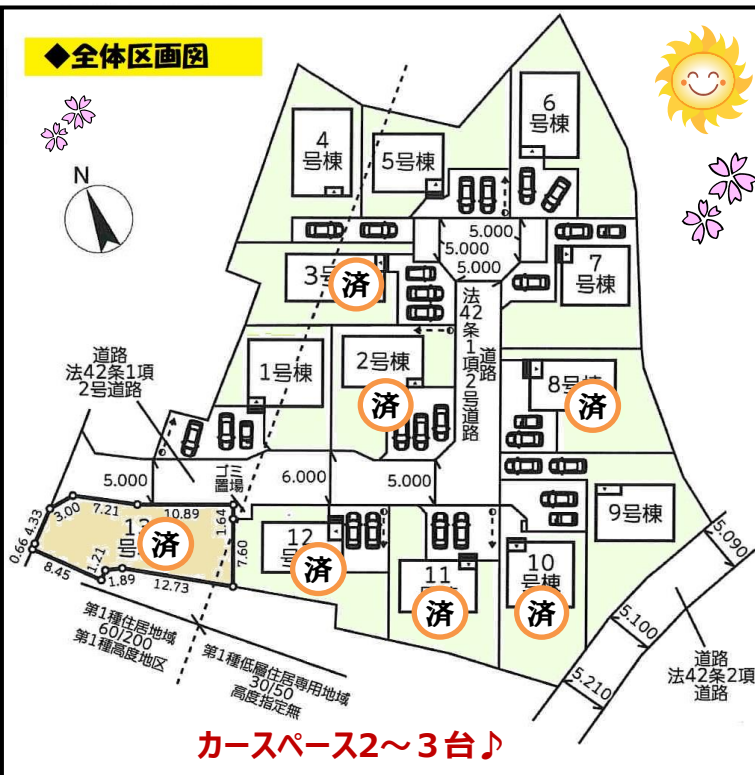 ◆全体区画図
N
4
号棟
5号棟
6
号棟
5.000
5.000
5.000
7
号棟
3号
済
法42条1項2号道路
道路
1号棟
2号棟
済
8号棟
済
道路
法42条1項
2号道路
5.000
ゴミ
置場
6.000
5.000
9号棟
0.66
4.33
3.00
7.21
10.89
1.64
7.60
13
号
済
8.45
1.21
1.89
12.73
12
号
済
11
済
10
号棟
済
5.090
5.100
5.210
道路
法42条2項
道路
第1種住居地域
60/200
第1種高度地区
第1種低層住居専用地域
30/50
高度指定無
カースペース2～3台♪